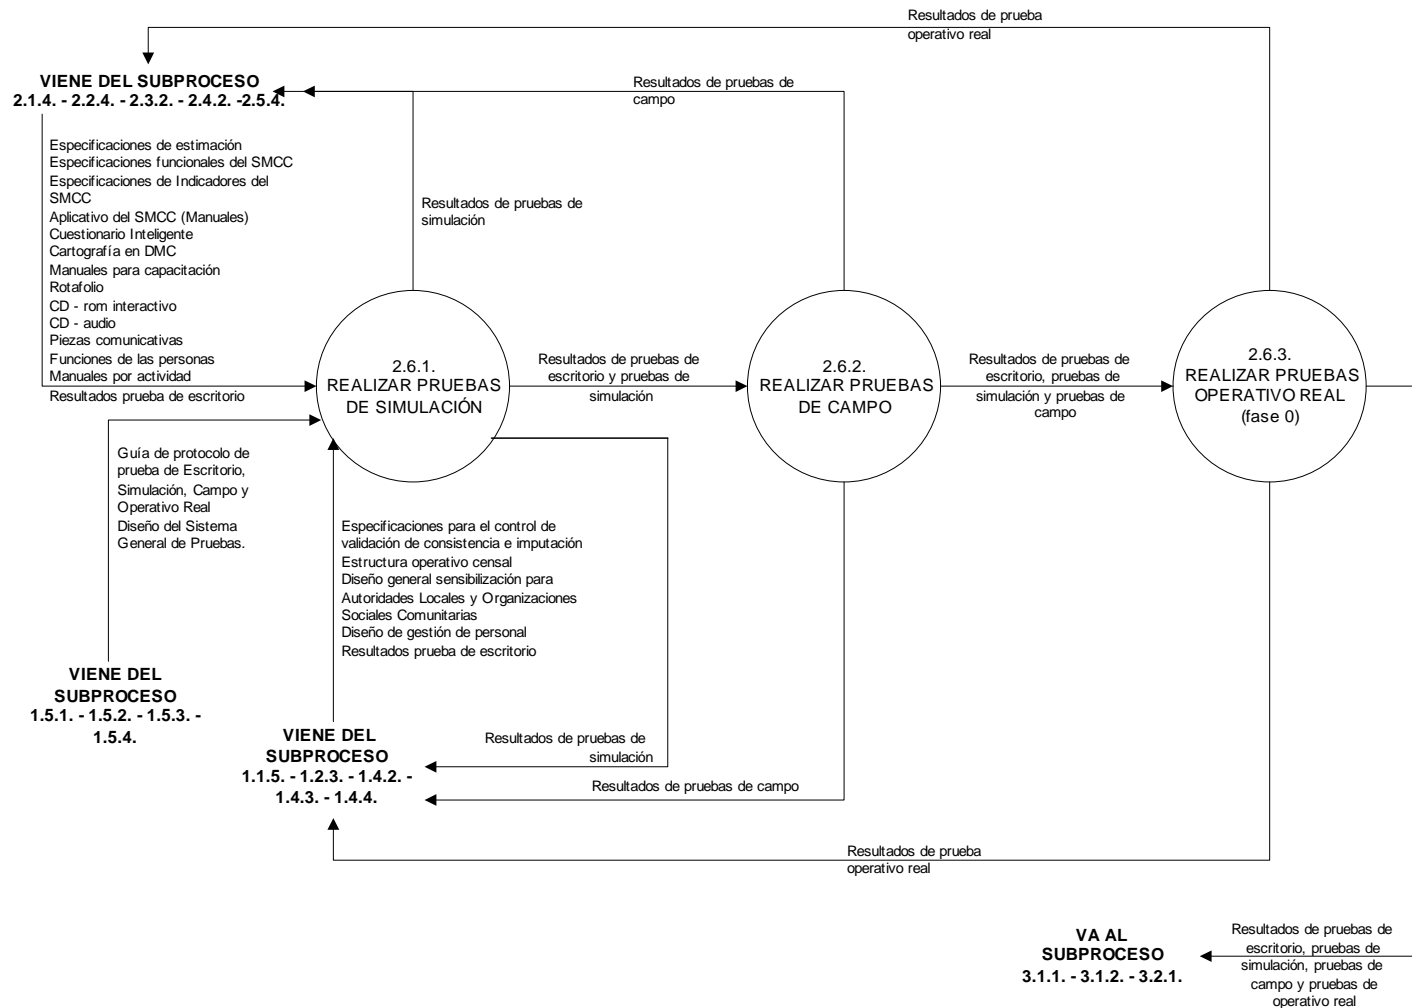 Resultados de prueba
operativo real
VIENE DEL SUBPROCESO
2.1.4. - 2.2.4. - 2.3.2. - 2.4.2. -2.5.4.
Resultados de pruebas de
campo
Especificaciones de estimación
Especificaciones funcionales del SMCC
Especificaciones de Indicadores del
SMCC
Aplicativo del SMCC (Manuales)
Cuestionario Inteligente
Cartografía en DMC
Manuales para capacitación
Rotafolio
CD - rom interactivo
CD - audio
Piezas comunicativas
Funciones de las personas
Manuales por actividad
Resultados prueba de escritorio
Resultados de pruebas de
simulación
2.6.1.
REALIZAR PRUEBAS
DE SIMULACIÓN
Resultados de pruebas de
escritorio y pruebas de
simulación
2.6.2.
REALIZAR PRUEBAS
DE CAMPO
Resultados de pruebas de
escritorio, pruebas de
simulación y pruebas de
campo
2.6.3.
REALIZAR PRUEBAS
OPERATIVO REAL
(fase 0)
Guía de protocolo de
prueba de Escritorio,
Simulación, Campo y
Operativo Real
Diseño del Sistema
General de Pruebas.
Especificaciones para el control de
validación de consistencia e imputación
Estructura operativo censal
Diseño general sensibilización para
Autoridades Locales y Organizaciones
Sociales Comunitarias
Diseño de gestión de personal
Resultados prueba de escritorio
VIENE DEL
SUBPROCESO
1.5.1. - 1.5.2. - 1.5.3. -
1.5.4.
VIENE DEL
SUBPROCESO
1.1.5. - 1.2.3. - 1.4.2. -
1.4.3. - 1.4.4.
Resultados de pruebas de
simulación
Resultados de pruebas de campo
Resultados de prueba
operativo real
VA AL
SUBPROCESO
3.1.1. - 3.1.2. - 3.2.1.
Resultados de pruebas de
escritorio, pruebas de
simulación, pruebas de
campo y pruebas de
operativo real